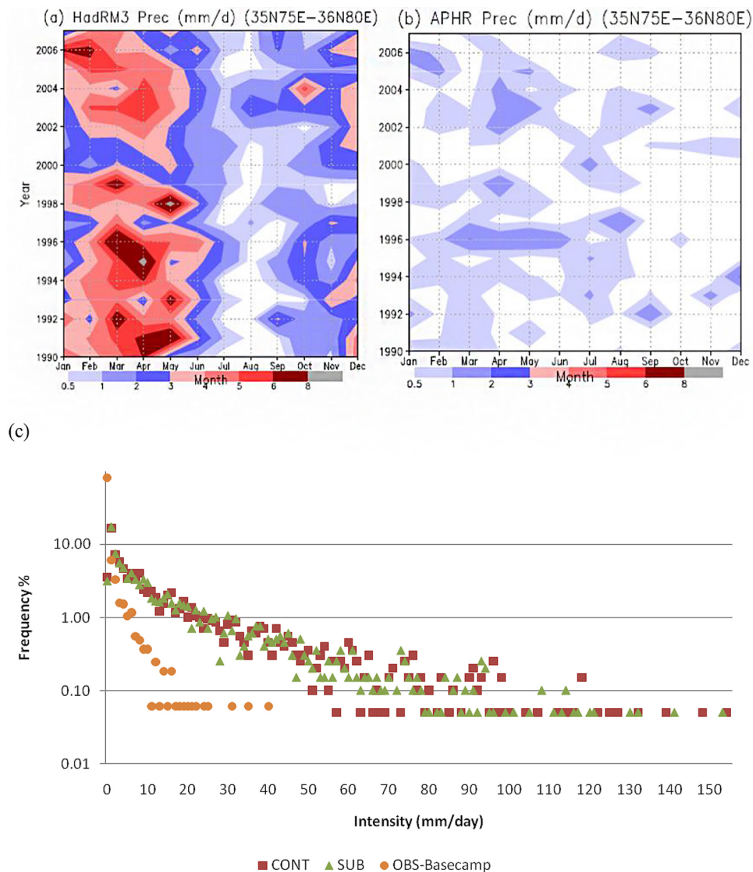 (a) HadRM3 Prec (mm/d) (35N75E−36N80E)
2006
2004
2002
2000
1998
1996
1994
1992
1990
Year
Jan Feb Mar Apr May Jun Jul Aug Sep Oct Nov Dec
Month
0.5 1 2 3 4 5 6 8
(b) APHR Prec (mm/d) (35N75E−36N80E)
2006
2004
2002
2000
1998
1996
1994
1992
1990
Jan Feb Mar Apr May Jun Jul Aug Sep Oct Nov Dec
Month
0.5 1 2 3 4 5 6 8
(c)
10.00
1.00
0.10
0.01
Frequency %
0 10 20 30 40 50 60 70 80 90 100 110 120 130 140 150
Intensity (mm/day)
CONT SUB OBS-Basecamp